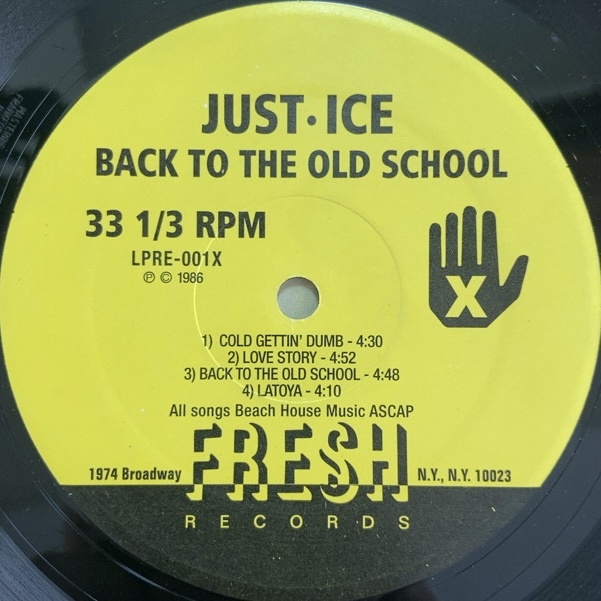 JUST·ICE
BACK TO THE OLD SCHOOL
33 1/3 RPM
LPRE-001X
℗ © 1986
X
1) COLD GETTIN' DUMB - 4:30
2) LOVE STORY - 4:52
3) BACK TO THE OLD SCHOOL - 4:48
4) LATOYA - 4:10
All songs Beach House Music ASCAP
1974 Broadway FRESH N.Y., N.Y. 10023
RECORDS